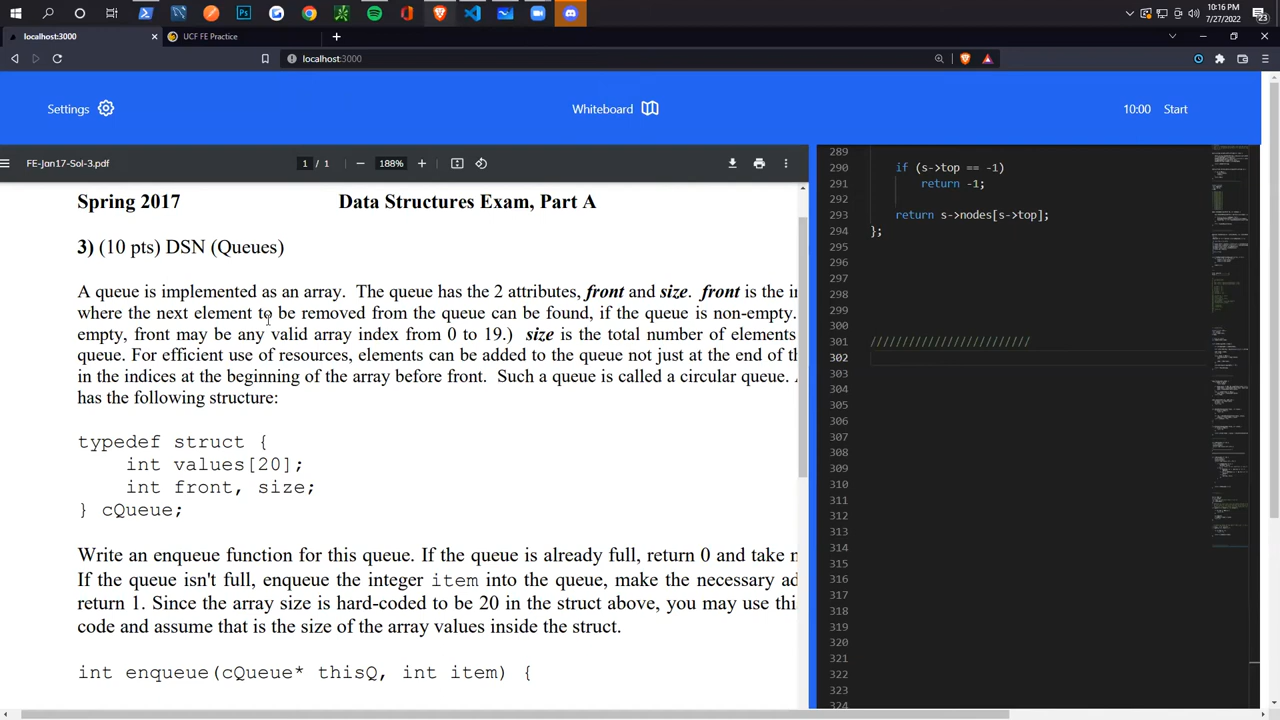 10:16 PM
7/27/2022
23
localhost:3000
UCF FE Practice
localhost:3000
Settings
Whiteboard
10:00
Start
FE-Jan17-Sol-3.pdf
1 / 1
188%
Spring 2017
Data Structures Exam, Part A
3) (10 pts) DSN (Queues)
queue is implemented as an array. The queue has the 2 attributes, front and size. front is the
where the next element to be removed from the queue can be found, if the queue is non-empty.
empty, front may be any valid array index from 0 to 19.) size is the total number of elements
queue. For efficient use of resources, elements can be added to the queue not just at the end of
in the indices at the beginning of the array before front. Such a queue is called a circular queue.
has the following structure:
typedef struct {
int values[20];
int front, size;
} cQueue;
Write an enqueue function for this queue. If the queue is already full, return 0 and take
If the queue isn't full, enqueue the integer item into the queue, make the necessary ad
return 1. Since the array size is hard-coded to be 20 in the struct above, you may use thi
code and assume that is the size of the array values inside the struct.
int enqueue(cQueue* thisQ, int item) {
289
290 if (s->top == -1)
291 return -1;
292
293 return s->nodes[s->top];
294 };
295
296
297
298
299
300
301 /////////////////////////
302
303
304
305
306
307
308
309
310
311
312
313
314
315
316
317
318
319
320
321
322
323
324